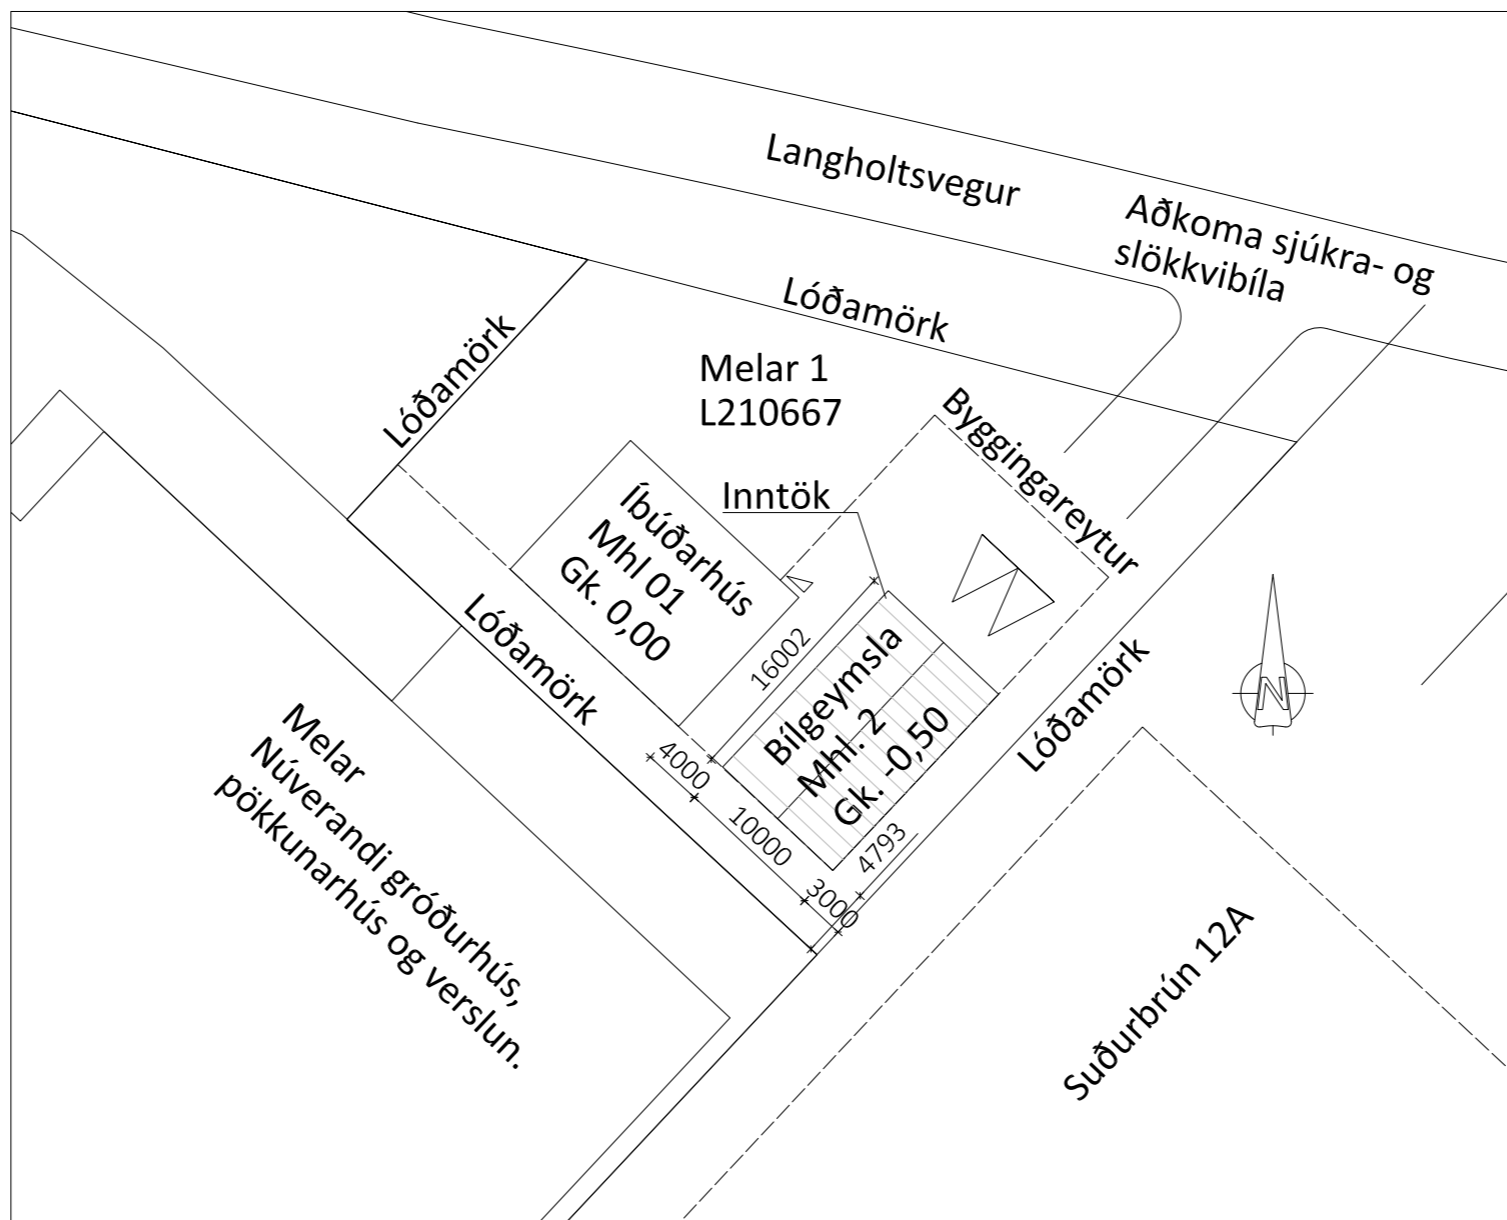 Langholtsvegur
Aðkoma sjúkra- og
slökkvibíla
Lóðamörk
Lóðamörk
Melar 1
L210667
Byggingareytur
Inntök
Íbúðarhús
Mhl 01
Gk. 0,00
16002
Bílgeymsla
Mhl. 2
Gk. -0,50
Lóðamörk
Lóðamörk
N
4000
10000
3000
4793
Melar
Núverandi gróðurhús,
pökkunarhús og verslun.
Suðurbrún 12A